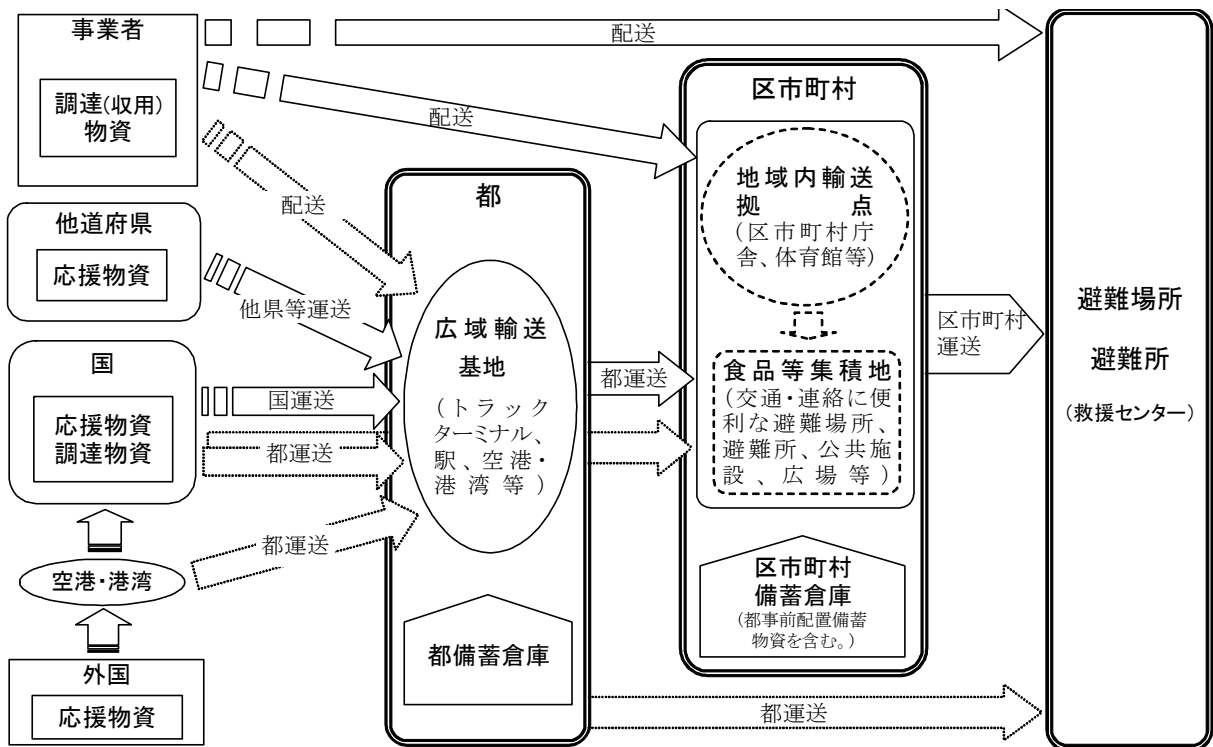 事業者
調達(収用)
物資
他道府県
応援物資
国
応援物資
調達物資
空港・港湾
外国
応援物資
配送
配送
配送
他県等運送
国運送
都運送
都運送
都
広域輸送
基地
(トラック
ターミナル、
駅、空港・
港湾等)
都備蓄倉庫
都運送
都運送
区市町村
地域内輸送
拠点
(区市町村庁
舎、体育館等)
食品等集積地
(交通・連絡に便
利な避難場所、
避難所、公共施
設、広場等)
区市町村
備蓄倉庫
(都事前配置備蓄
物資を含む。)
区市町村
運送
避難場所
避難所
(救援センター)